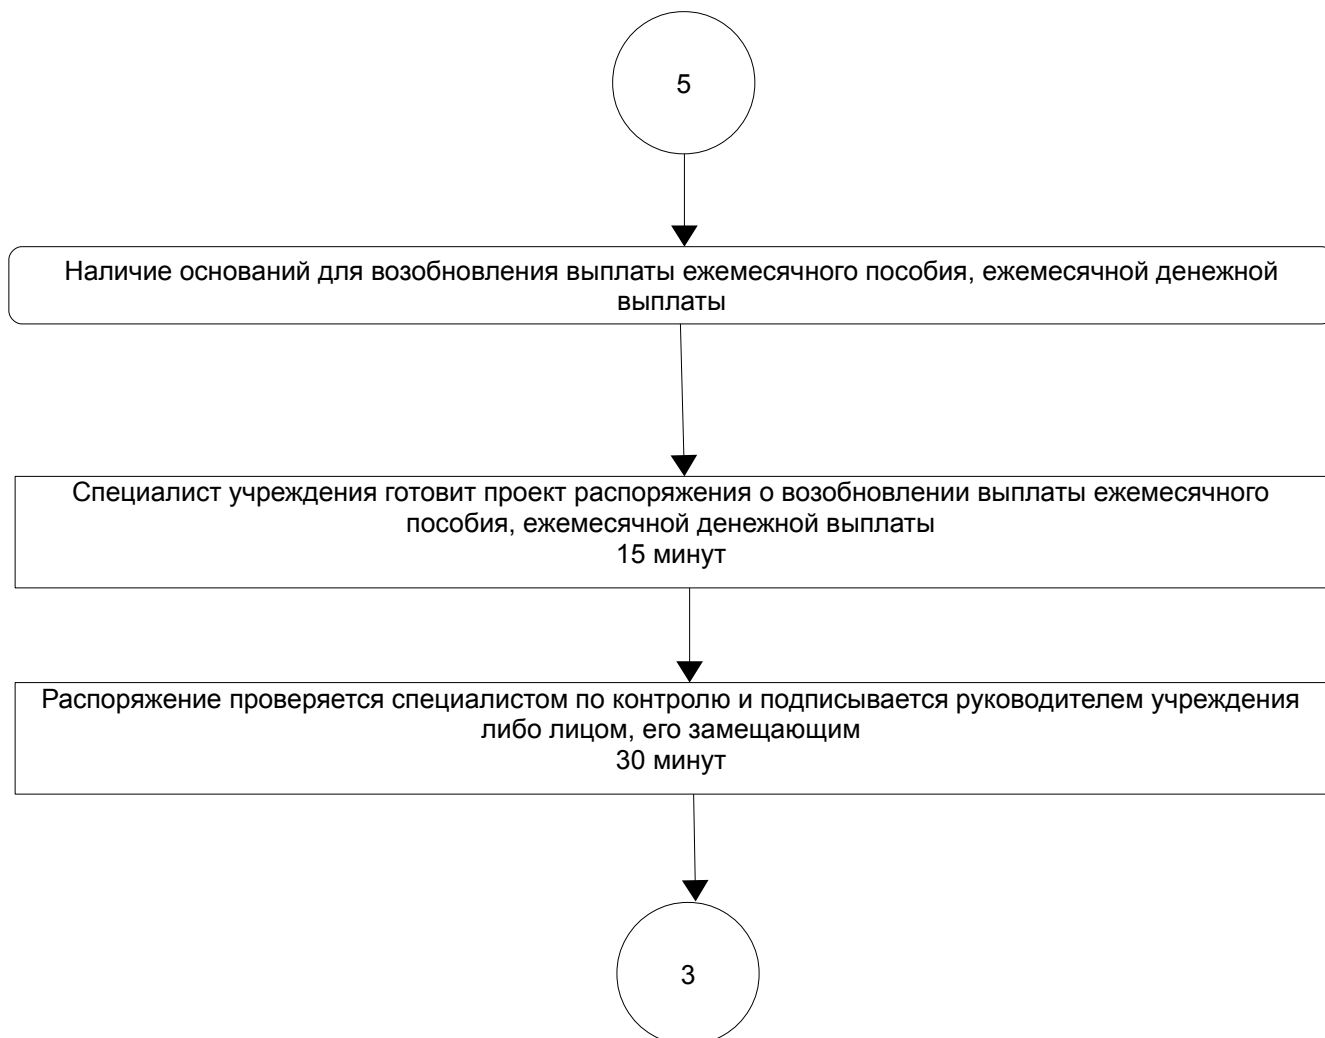 5
Наличие оснований для возобновления выплаты ежемесячного пособия, ежемесячной денежной
выплаты
Специалист учреждения готовит проект распоряжения о возобновлении выплаты ежемесячного
пособия, ежемесячной денежной выплаты
15 минут
Распоряжение проверяется специалистом по контролю и подписывается руководителем учреждения
либо лицом, его замещающим
30 минут
3